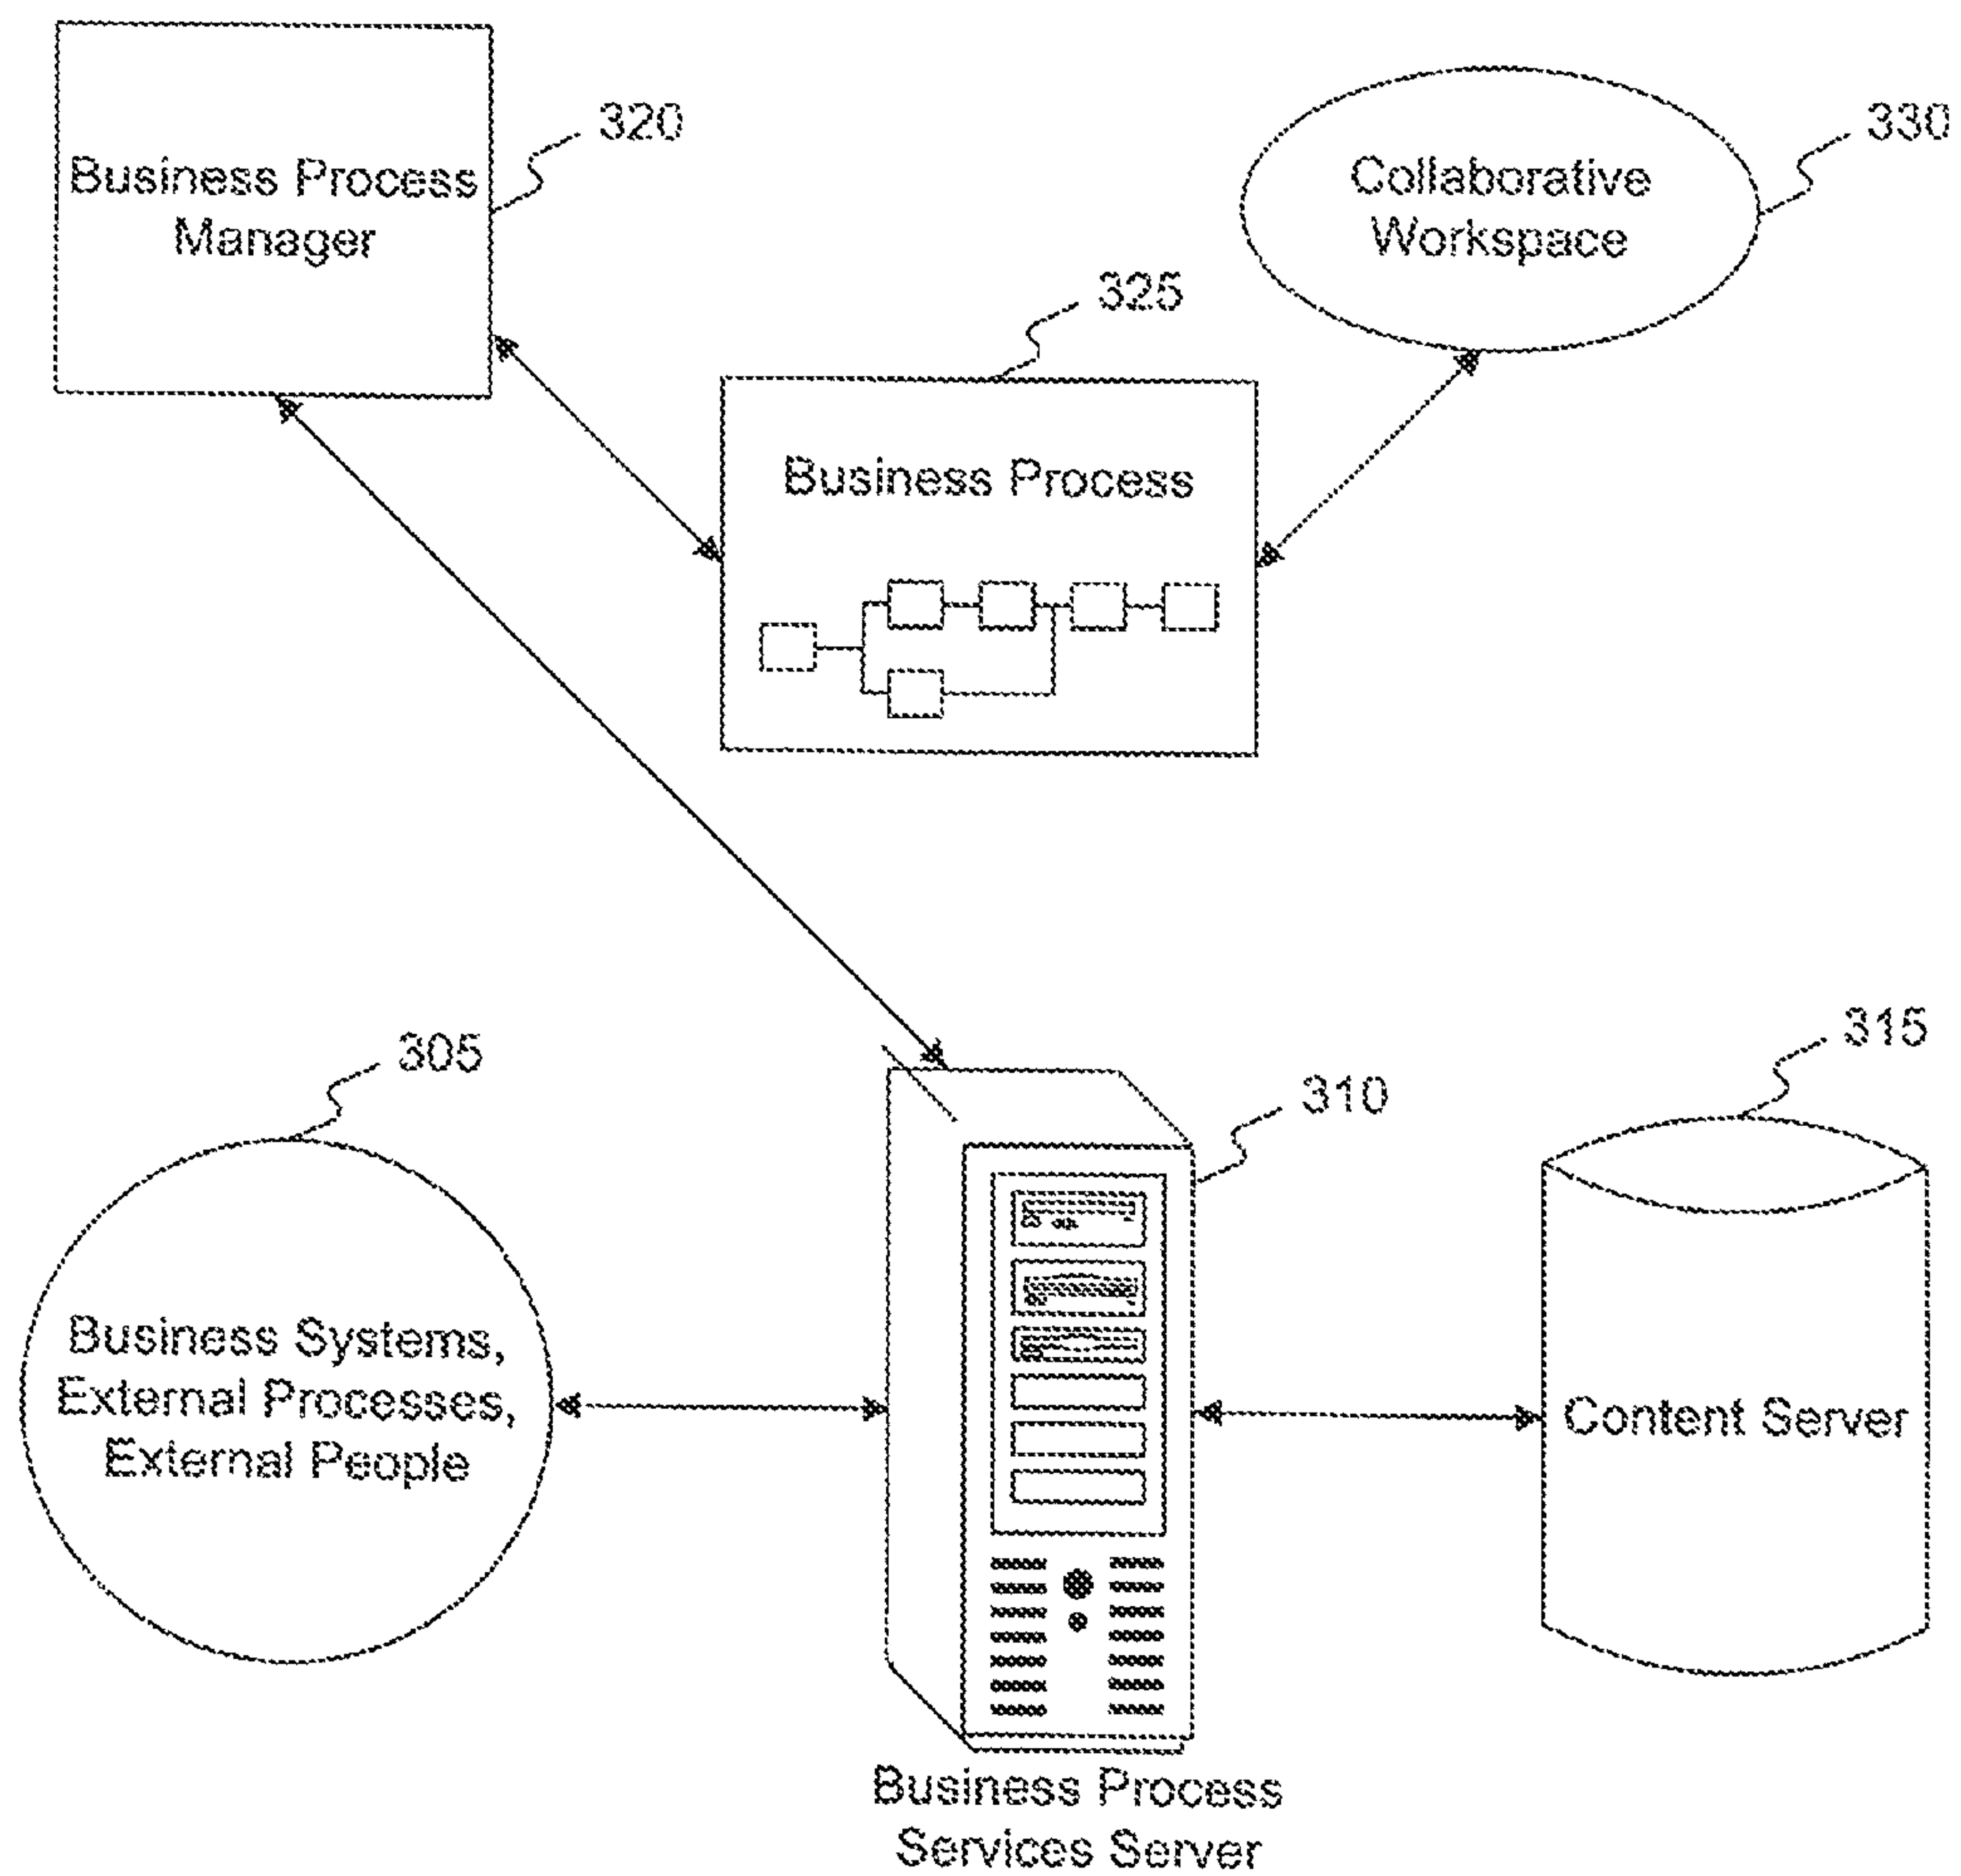 320
Business Process
Manager
330
Collaborative
Workspace
325
Business Process
305
Business Systems,
External Processes,
External People
310
315
Content Server
Business Process
Services Server